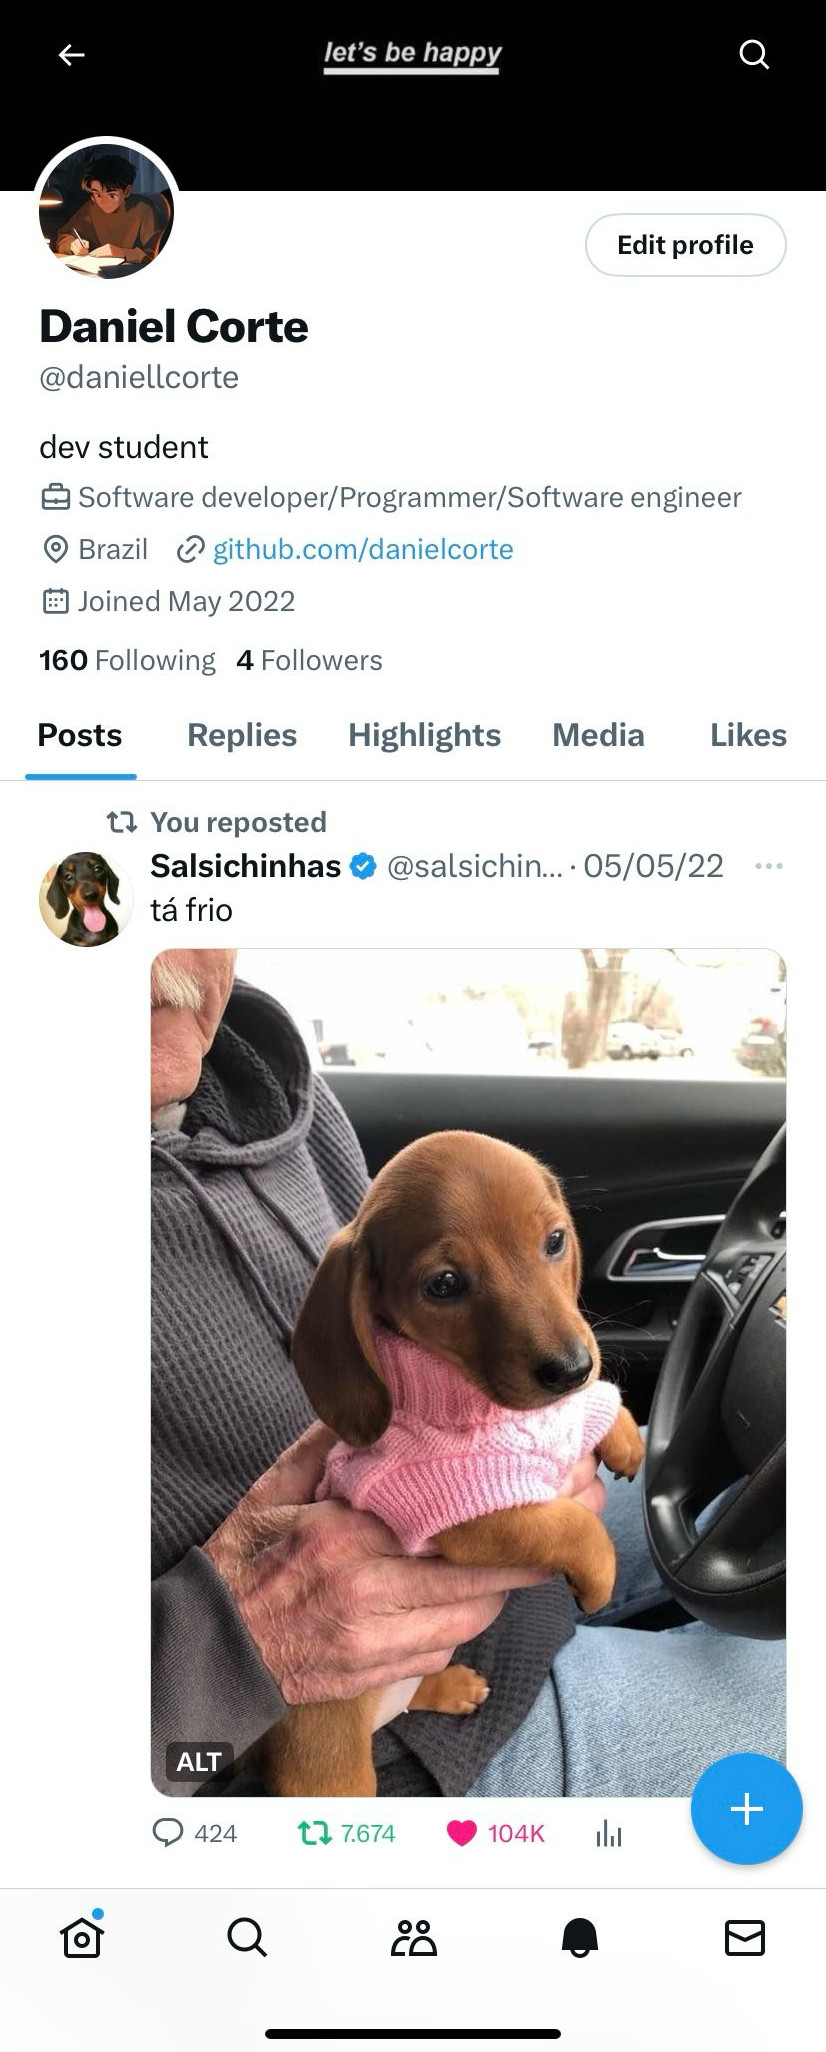 let's be happy
Edit profile
Daniel Corte
@daniellcorte
dev student
Software developer/Programmer/Software engineer
Brazil github.com/danielcorte
Joined May 2022
160 Following 4 Followers
Posts Replies Highlights Media Likes
You reposted
Salsichinhas @salsichin... · 05/05/22
tá frio
ALT
424 7.674 104K